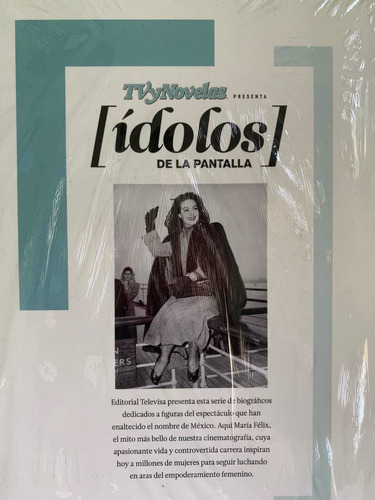 TVyNovelas PRESENTA
[ídolos]
DE LA PANTALLA
Editorial Televisa presenta esta serie de biográficos
dedicados a figuras del espectáculo que han
enaltecido el nombre de México. Aquí María Félix,
el mito más bello de nuestra cinematografía, cuya
apasionante vida y controvertida carrera inspiran
hoy a millones de mujeres para seguir luchando
en aras del empoderamiento femenino.